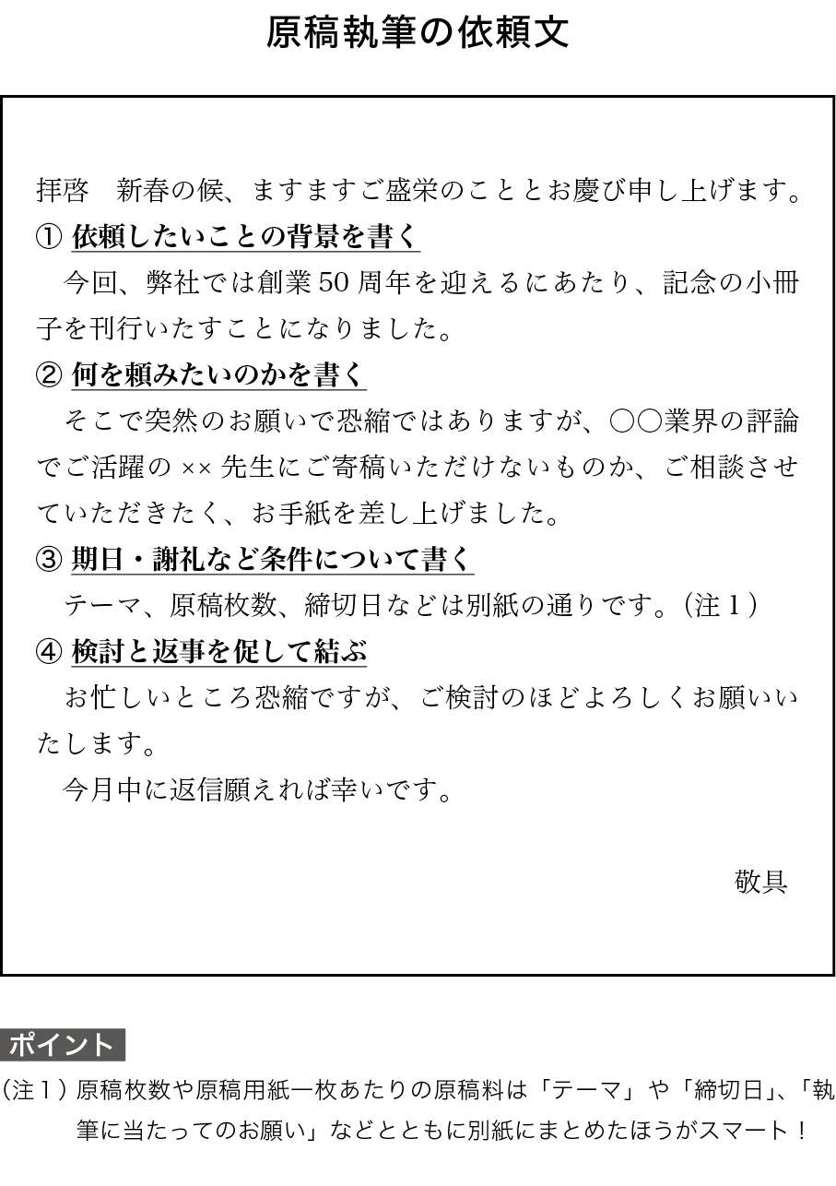 原稿執筆の依頼文
拝啓　新春の候、ますますご盛栄のこととお慶び申し上げます。
① 依頼したいことの背景を書く
　今回、弊社では創業 50 周年を迎えるにあたり、記念の小冊
子を刊行いたすことになりました。
② 何を頼みたいのかを書く
　そこで突然のお願いで恐縮ではありますが、〇〇業界の評論
でご活躍の ×× 先生にご寄稿いただけないものか、ご相談させ
ていただきたく、お手紙を差し上げました。
③ 期日・謝礼など条件について書く
　テーマ、原稿枚数、締切日などは別紙の通りです。（注１）
④ 検討と返事を促して結ぶ
　お忙しいところ恐縮ですが、ご検討のほどよろしくお願いい
たします。
　今月中に返信願えれば幸いです。
敬具
ポイント
（注１）原稿枚数や原稿用紙一枚あたりの原稿料は「テーマ」や「締切日」、「執
筆に当たってのお願い」などとともに別紙にまとめたほうがスマート！